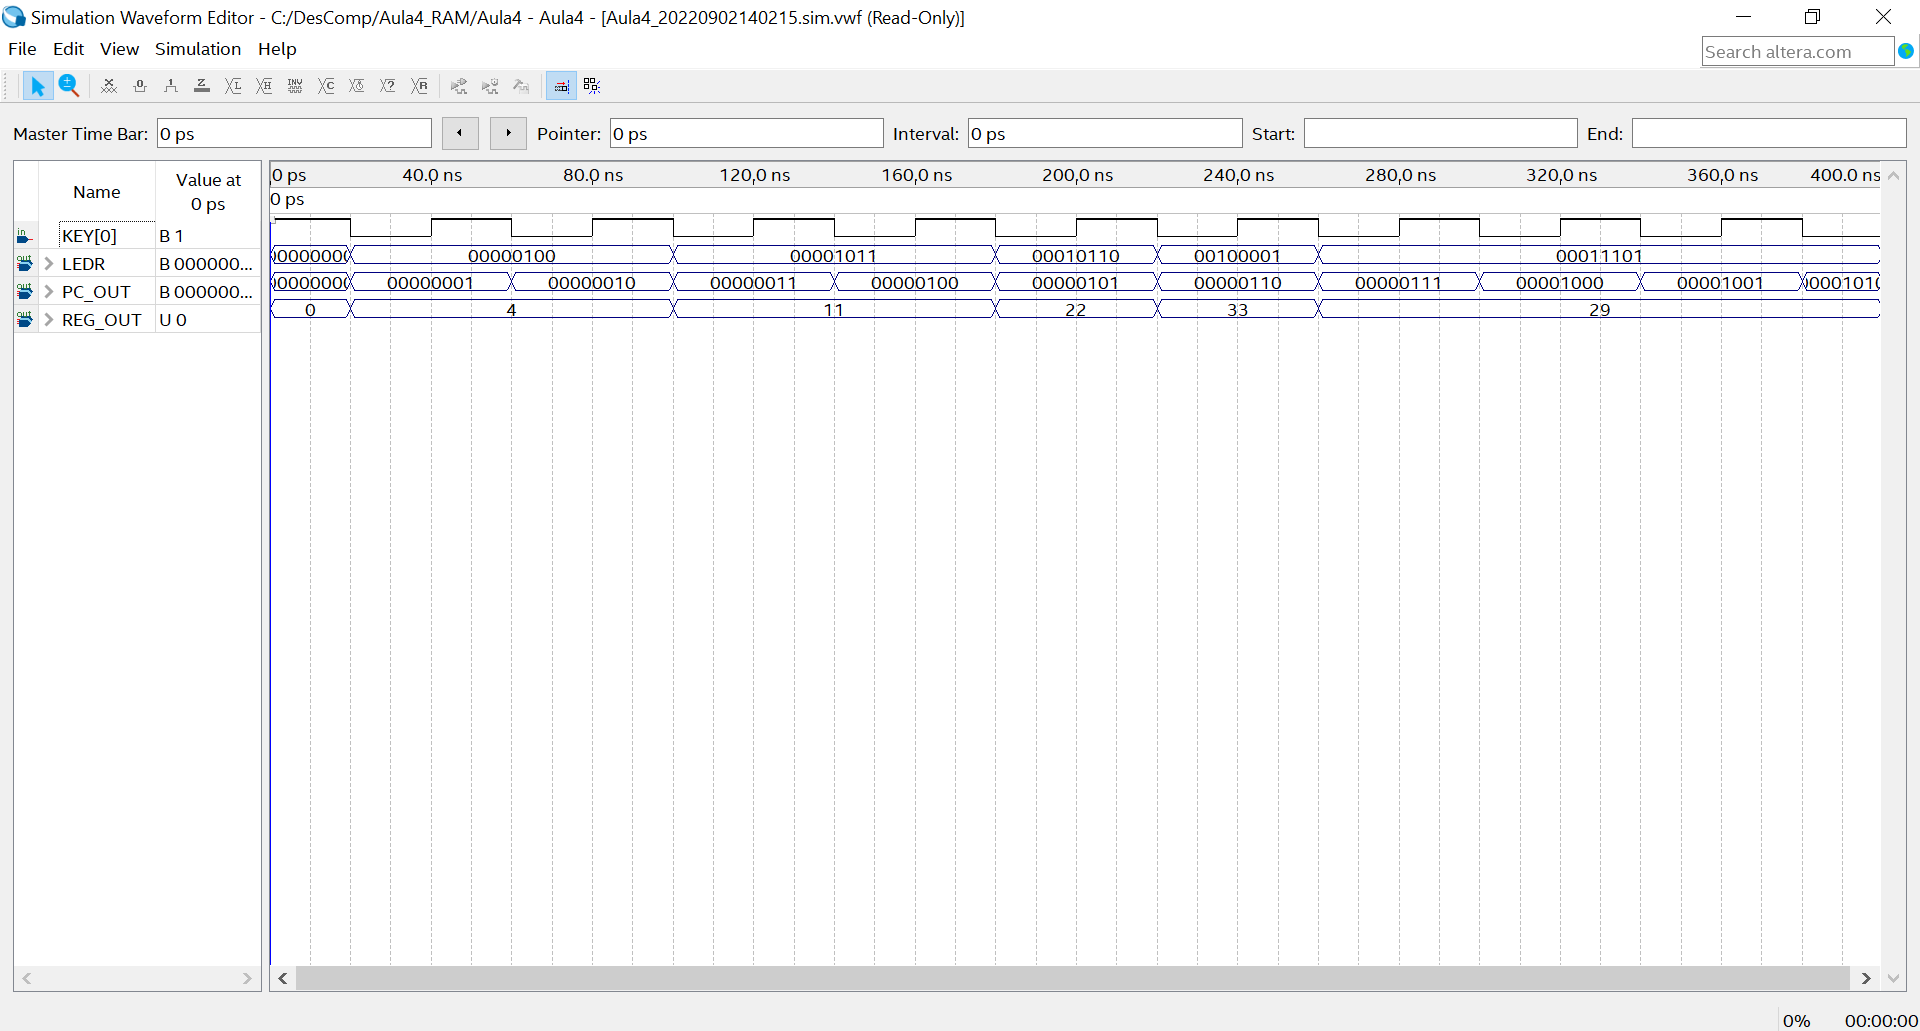 Simulation Waveform Editor - C:/DesComp/Aula4_RAM/Aula4 - Aula4 - [Aula4_20220902140215.sim.vwf (Read-Only)]
File Edit View Simulation Help
Search altera.com
Master Time Bar: 0 ps Pointer: 0 ps Interval: 0 ps Start: End:
Name Value at 0 ps
0 ps 40.0 ns 80.0 ns 120,0 ns 160,0 ns 200,0 ns 240,0 ns 280,0 ns 320,0 ns 360,0 ns 400.0 ns
0 ps
KEY[0] B 1
LEDR B 000000... 0000000 00000100 00001011 00010110 00100001 00011101
PC_OUT B 000000... 0000000 00000001 00000010 00000011 00000100 00000101 00000110 00000111 00001000 00001001 0000101
REG_OUT U 0 0 4 11 22 33 29
0% 00:00:00